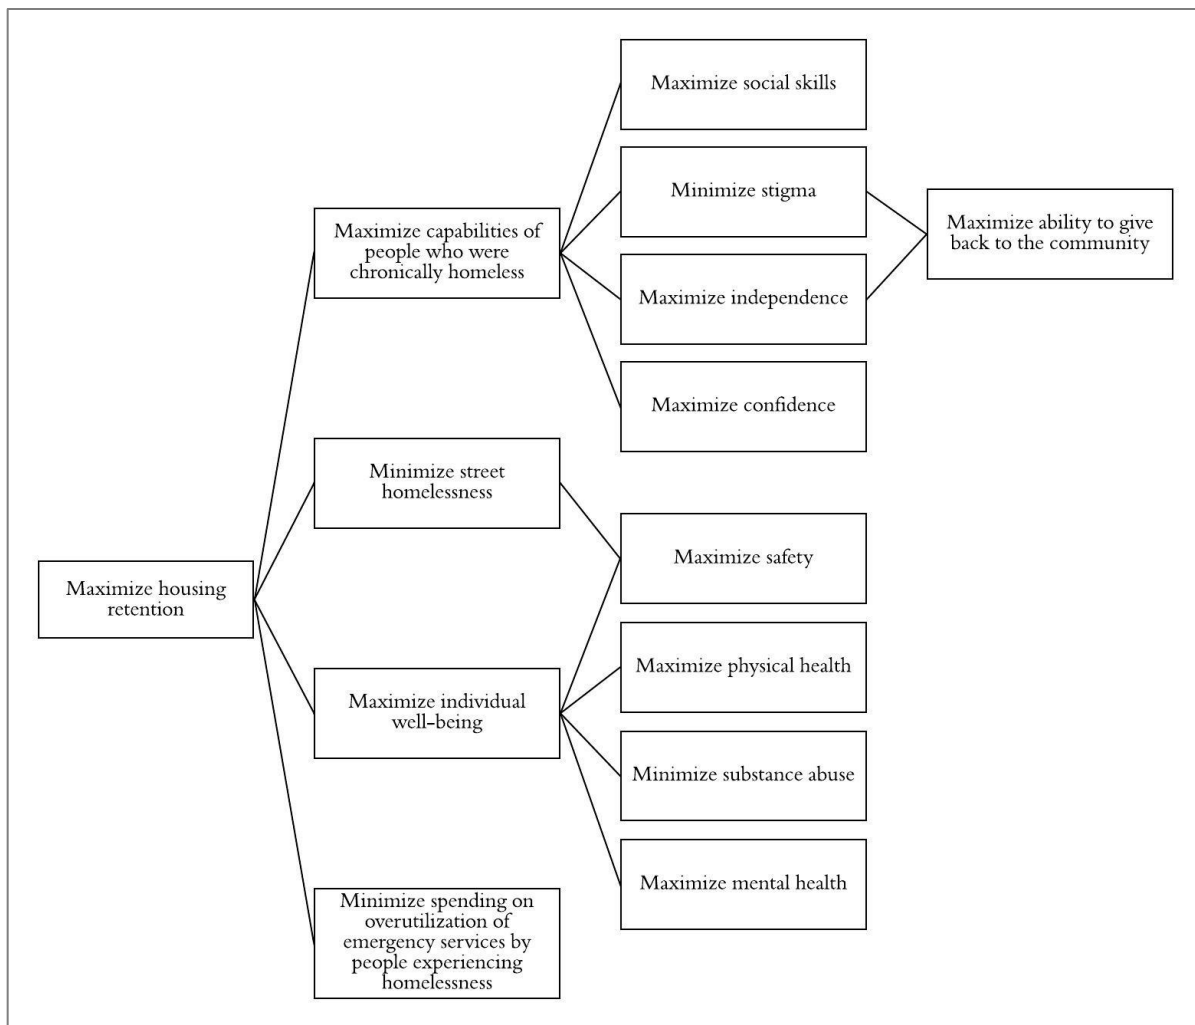 Maximize housing
retention
Maximize capabilities of
people who were
chronically homeless
Minimize street
homelessness
Maximize individual
well-being
Minimize spending on
overutilization of
emergency services by
people experiencing
homelessness
Maximize social skills
Minimize stigma
Maximize independence
Maximize confidence
Maximize safety
Maximize physical health
Minimize substance abuse
Maximize mental health
Maximize ability to give
back to the community